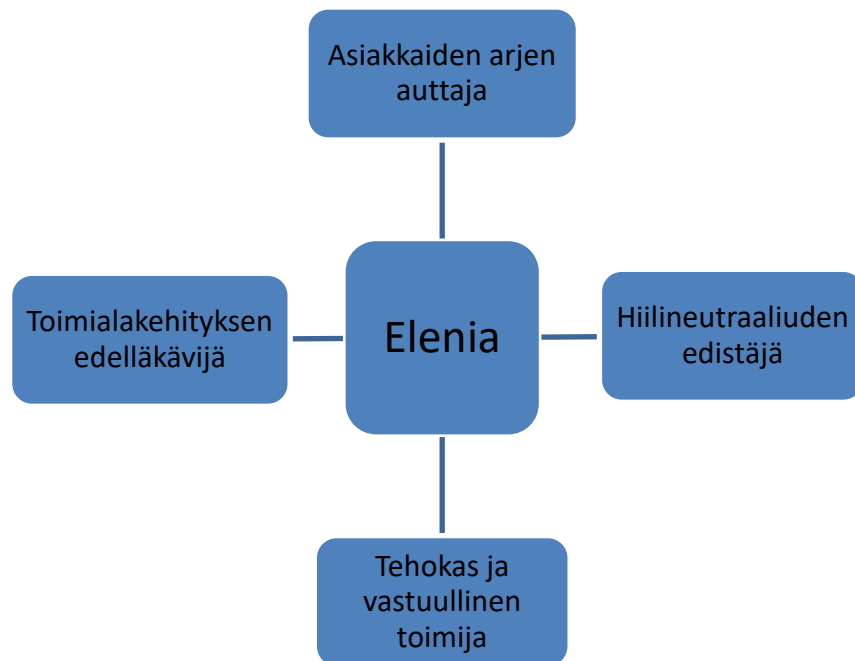 Asiakkaiden arjen
auttaja
Toimialakehityksen
edelläkävijä
Elenia
Hiilineutraaliuden
edistäjä
Tehokas ja
vastuullinen
toimija